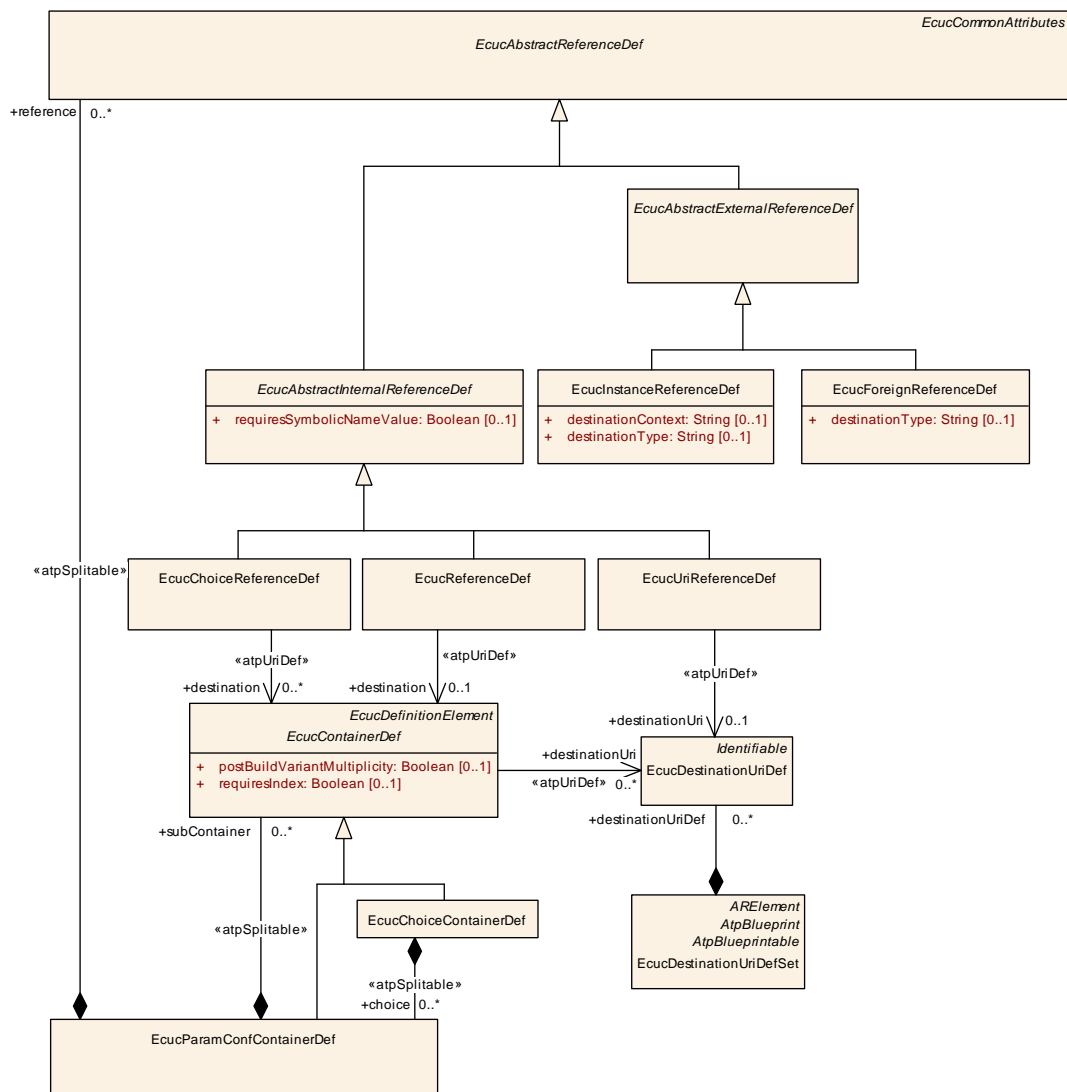 EcucCommonAttributes
EcucAbstractReferenceDef
+reference 0..*
EcucAbstractExternalReferenceDef
EcucAbstractInternalReferenceDef
+ requiresSymbolicNameValue: Boolean [0..1]
EcucInstanceReferenceDef
+ destinationContext: String [0..1]
+ destinationType: String [0..1]
EcucForeignReferenceDef
+ destinationType: String [0..1]
«atpSplitable»
EcucChoiceReferenceDef
EcucReferenceDef
EcucUriReferenceDef
«atpUriDef»
+destination 0..*
«atpUriDef»
+destination 0..1
«atpUriDef»
+destinationUri 0..1
EcucDefinitionElement
EcucContainerDef
+ postBuildVariantMultiplicity: Boolean [0..1]
+ requiresIndex: Boolean [0..1]
+destinationUri
«atpUriDef» 0..*
Identifiable
EcucDestinationUriDef
+subContainer 0..*
+destinationUriDef 0..*
«atpSplitable»
EcucChoiceContainerDef
ARElement
AtpBlueprint
AtpBlueprintable
EcucDestinationUriDefSet
«atpSplitable»
+choice 0..*
EcucParamConfContainerDef